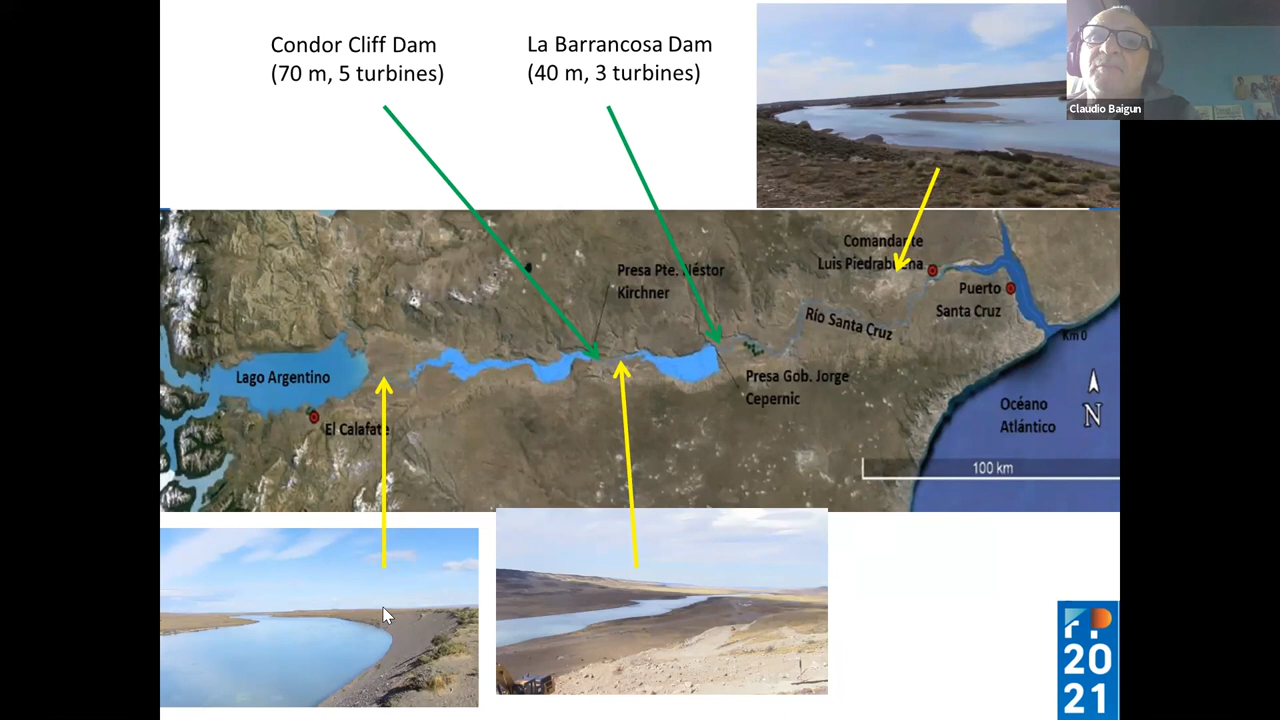 Condor Cliff Dam
(70 m, 5 turbines)
La Barrancosa Dam
(40 m, 3 turbines)
Claudio Baigun
Comandante
Luis Piedrabuena
Presa Pte. Néstor
Kirchner
Puerto
Santa Cruz
Río Santa Cruz
Km 0
Lago Argentino
Presa Gob. Jorge
Cepernic
El Calafate
Océano
Atlántico
N
100 km
FP
20
21